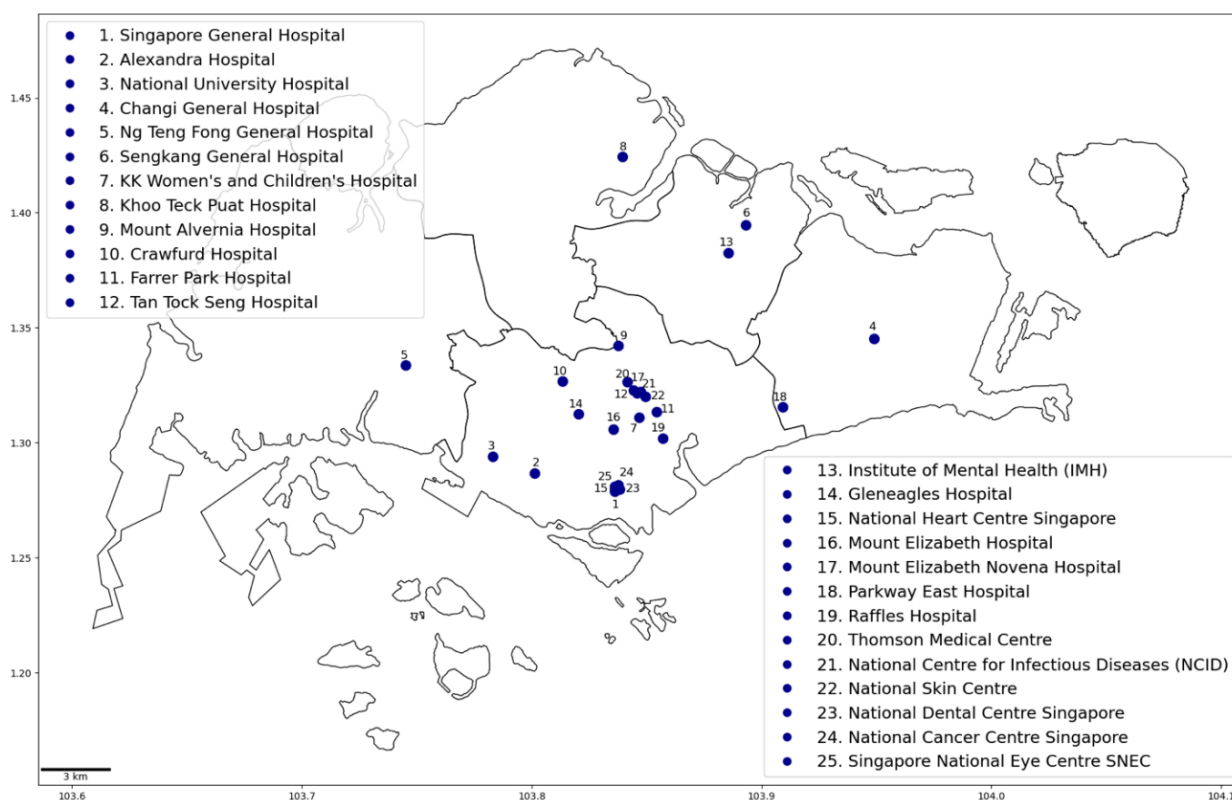 1. Singapore General Hospital
2. Alexandra Hospital
3. National University Hospital
4. Changi General Hospital
5. Ng Teng Fong General Hospital
6. Sengkang General Hospital
7. KK Women's and Children's Hospital
8. Khoo Teck Puat Hospital
9. Mount Alvernia Hospital
10. Crawfurd Hospital
11. Farrer Park Hospital
12. Tan Tock Seng Hospital
1.45
1.40
1.35
1.30
1.25
1.20
8
6
13
4
9
5
10
20
17
21
12
22
18
14
11
16
7
19
3
2
24
25
15
23
1
13. Institute of Mental Health (IMH)
14. Gleneagles Hospital
15. National Heart Centre Singapore
16. Mount Elizabeth Hospital
17. Mount Elizabeth Novena Hospital
18. Parkway East Hospital
19. Raffles Hospital
20. Thomson Medical Centre
21. National Centre for Infectious Diseases (NCID)
22. National Skin Centre
23. National Dental Centre Singapore
24. National Cancer Centre Singapore
25. Singapore National Eye Centre SNEC
3 km
103.6
103.7
103.8
103.9
104.0